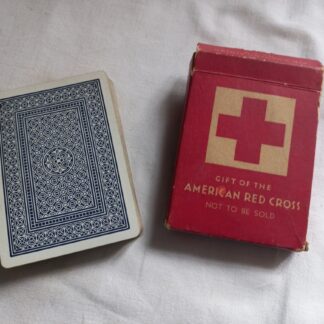 GIFT OF THE
AMERICAN RED CROSS
NOT TO BE SOLD